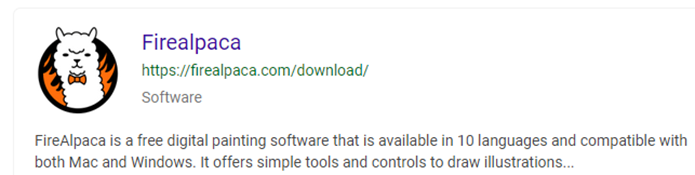 Firealpaca
https://firealpaca.com/download/
Software
FireAlpaca is a free digital painting software that is available in 10 languages and compatible with
both Mac and Windows. It offers simple tools and controls to draw illustrations...